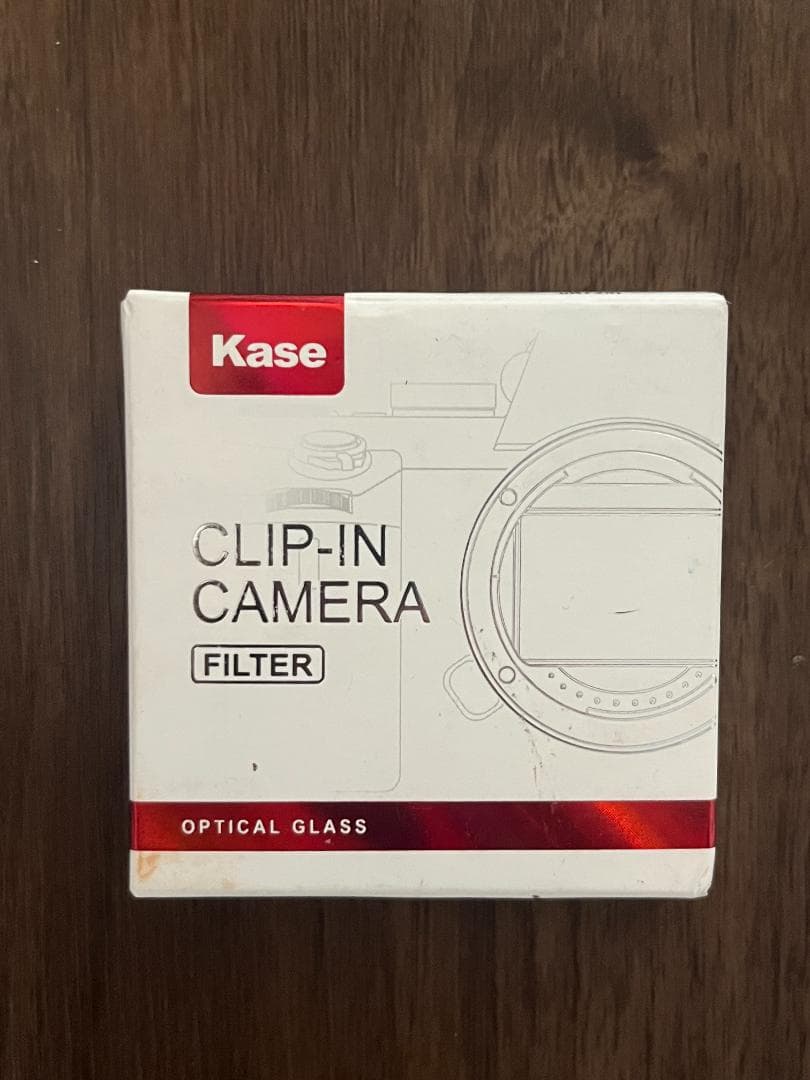 Kase
CLIP-IN
CAMERA
FILTER
OPTICAL GLASS